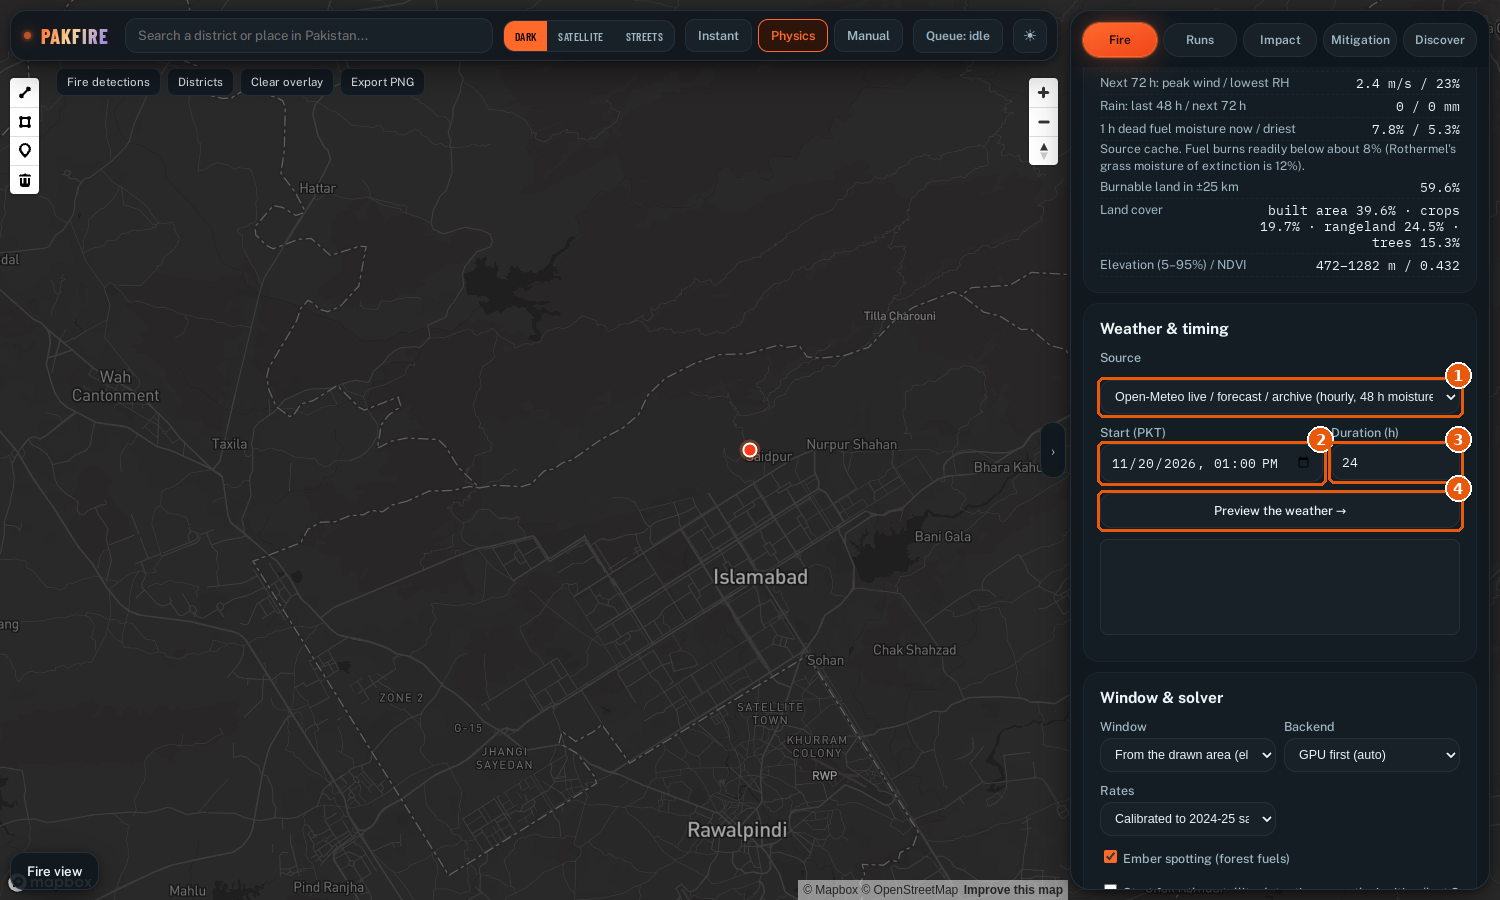 PAKFIRE
Search a district or place in Pakistan...
DARK SATELLITE STREETS
Instant
Physics
Manual
Queue: idle
Fire
Runs
Impact
Mitigation
Discover
Fire detections
Districts
Clear overlay
Export PNG
Hattar
Tilla Charouni
dal
Wah
Cantonment
Taxila
Nurpur Shahan
Saidpur
Bhara Kahu
Bani Gala
Islamabad
ang
Chak Shahzad
Sohan
ZONE 2
SATELLITE
TOWN
G-15
JHANGI
SAYEDAN
KHURRAM
COLONY
RWP
Rawalpindi
Fire view
mapbox
Mahlu
Pind Ranjha
© Mapbox © OpenStreetMap Improve this map
Next 72 h: peak wind / lowest RH 2.4 m/s / 23%
Rain: last 48 h / next 72 h 0 / 0 mm
1 h dead fuel moisture now / driest 7.8% / 5.3%
Source cache. Fuel burns readily below about 8% (Rothermel's
grass moisture of extinction is 12%).
Burnable land in ±25 km 59.6%
Land cover built area 39.6% · crops
19.7% · rangeland 24.5% ·
trees 15.3%
Elevation (5–95%) / NDVI 472–1282 m / 0.432
Weather & timing
Source
1
Open-Meteo live / forecast / archive (hourly, 48 h moisture
Start (PKT) 2 Duration (h) 3
11/20/2026, 01:00 PM 24
4
Preview the weather →
Window & solver
Window Backend
From the drawn area (el GPU first (auto)
Rates
Calibrated to 2024-25 sa
Ember spotting (forest fuels)